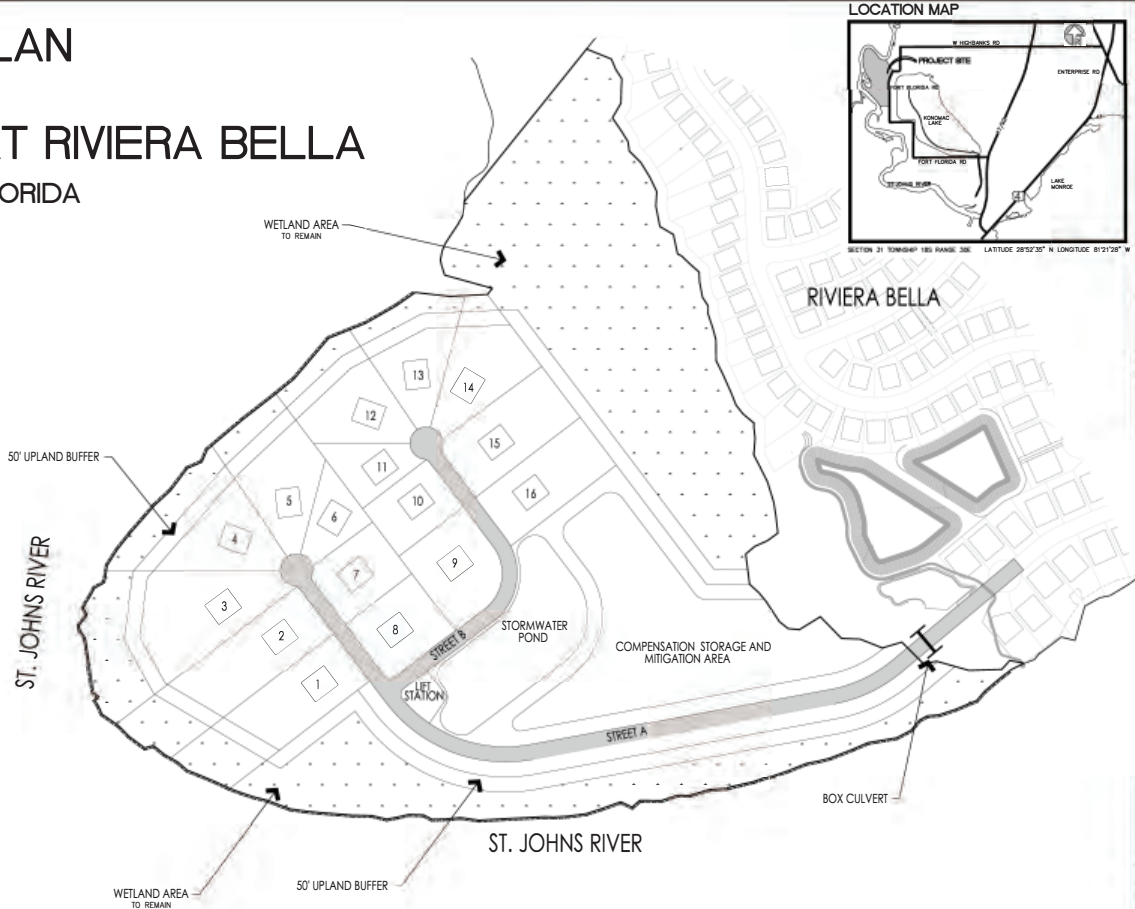 LAN
T RIVIERA BELLA
ORIDA
LOCATION MAP
W HIGHBANKS RD
PROJECT SITE
ENTERPRISE RD
FORT FLORIDA RD
KONOMAC
LAKE
FORT FLORIDA RD
ST JOHNS RIVER
LAKE
MONROE
SECTION 31 TOWNSHIP 18S RANGE 30E LATITUDE 28°52'35" N LONGITUDE 81°21'28" W
WETLAND AREA
TO REMAIN
RIVIERA BELLA
50' UPLAND BUFFER
ST. JOHNS RIVER
13
14
12
15
11
16
10
5
6
4
9
7
3
8
2
1
STREET B
STORMWATER
POND
LIFT
STATION
COMPENSATION STORAGE AND
MITIGATION AREA
STREET A
BOX CULVERT
ST. JOHNS RIVER
50' UPLAND BUFFER
WETLAND AREA
TO REMAIN